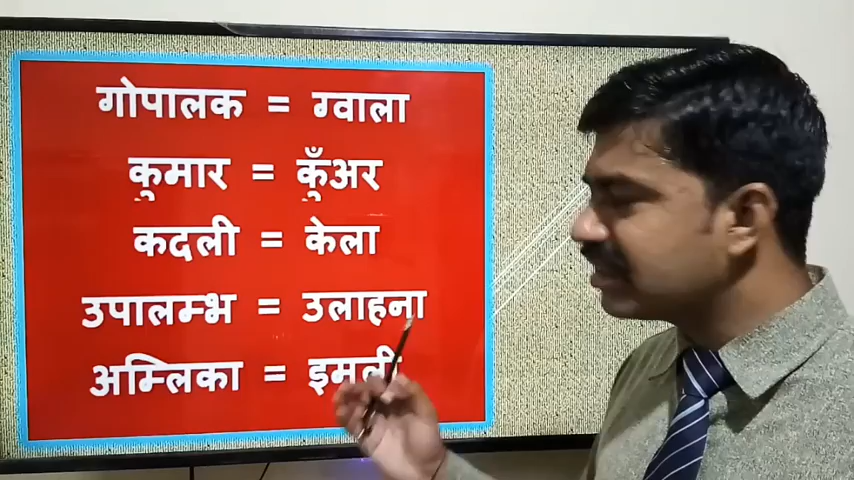 गोपालक = ग्वाला
कुमार = कुँअर
कदली = केला
उपालम्भ = उलाहना
अम्लिका = इमली